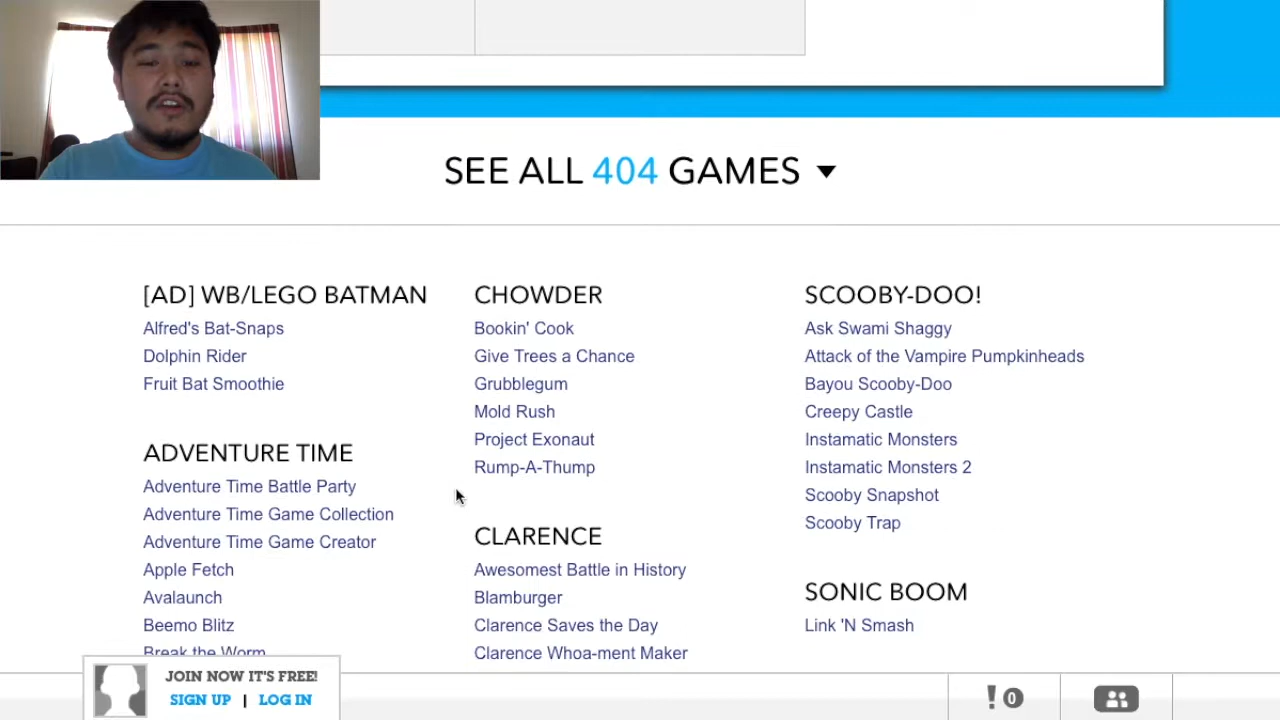 SEE ALL 404 GAMES
[AD] WB/LEGO BATMAN
Alfred's Bat-Snaps
Dolphin Rider
Fruit Bat Smoothie
ADVENTURE TIME
Adventure Time Battle Party
Adventure Time Game Collection
Adventure Time Game Creator
Apple Fetch
Avalaunch
Beemo Blitz
Break the Worm
CHOWDER
Bookin' Cook
Give Trees a Chance
Grubblegum
Mold Rush
Project Exonaut
Rump-A-Thump
CLARENCE
Awesomest Battle in History
Blamburger
Clarence Saves the Day
Clarence Whoa-ment Maker
SCOOBY-DOO!
Ask Swami Shaggy
Attack of the Vampire Pumpkinheads
Bayou Scooby-Doo
Creepy Castle
Instamatic Monsters
Instamatic Monsters 2
Scooby Snapshot
Scooby Trap
SONIC BOOM
Link 'N Smash
JOIN NOW IT'S FREE!
SIGN UP | LOG IN
! 0